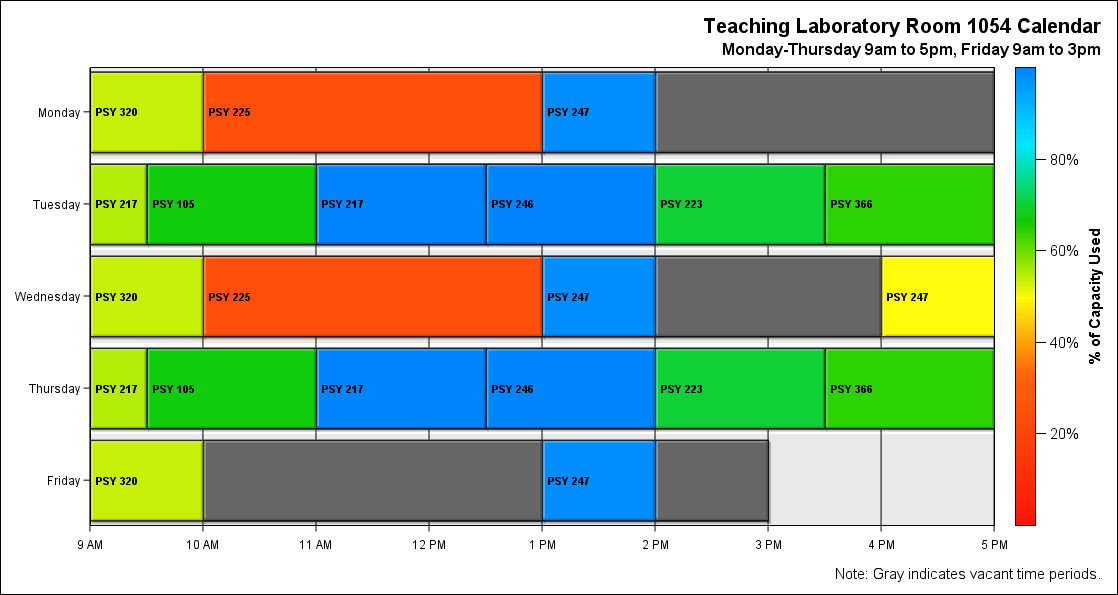 Teaching Laboratory Room 1054 Calendar
Monday-Thursday 9am to 5pm, Friday 9am to 3pm
Monday
PSY 320
PSY 225
PSY 247
Tuesday
PSY 217
PSY 105
PSY 217
PSY 246
PSY 223
PSY 366
Wednesday
PSY 320
PSY 225
PSY 247
PSY 247
Thursday
PSY 217
PSY 105
PSY 217
PSY 246
PSY 223
PSY 366
Friday
PSY 320
PSY 247
9 AM
10 AM
11 AM
12 PM
1 PM
2 PM
3 PM
4 PM
5 PM
80%
60%
40%
20%
% of Capacity Used
Note: Gray indicates vacant time periods.